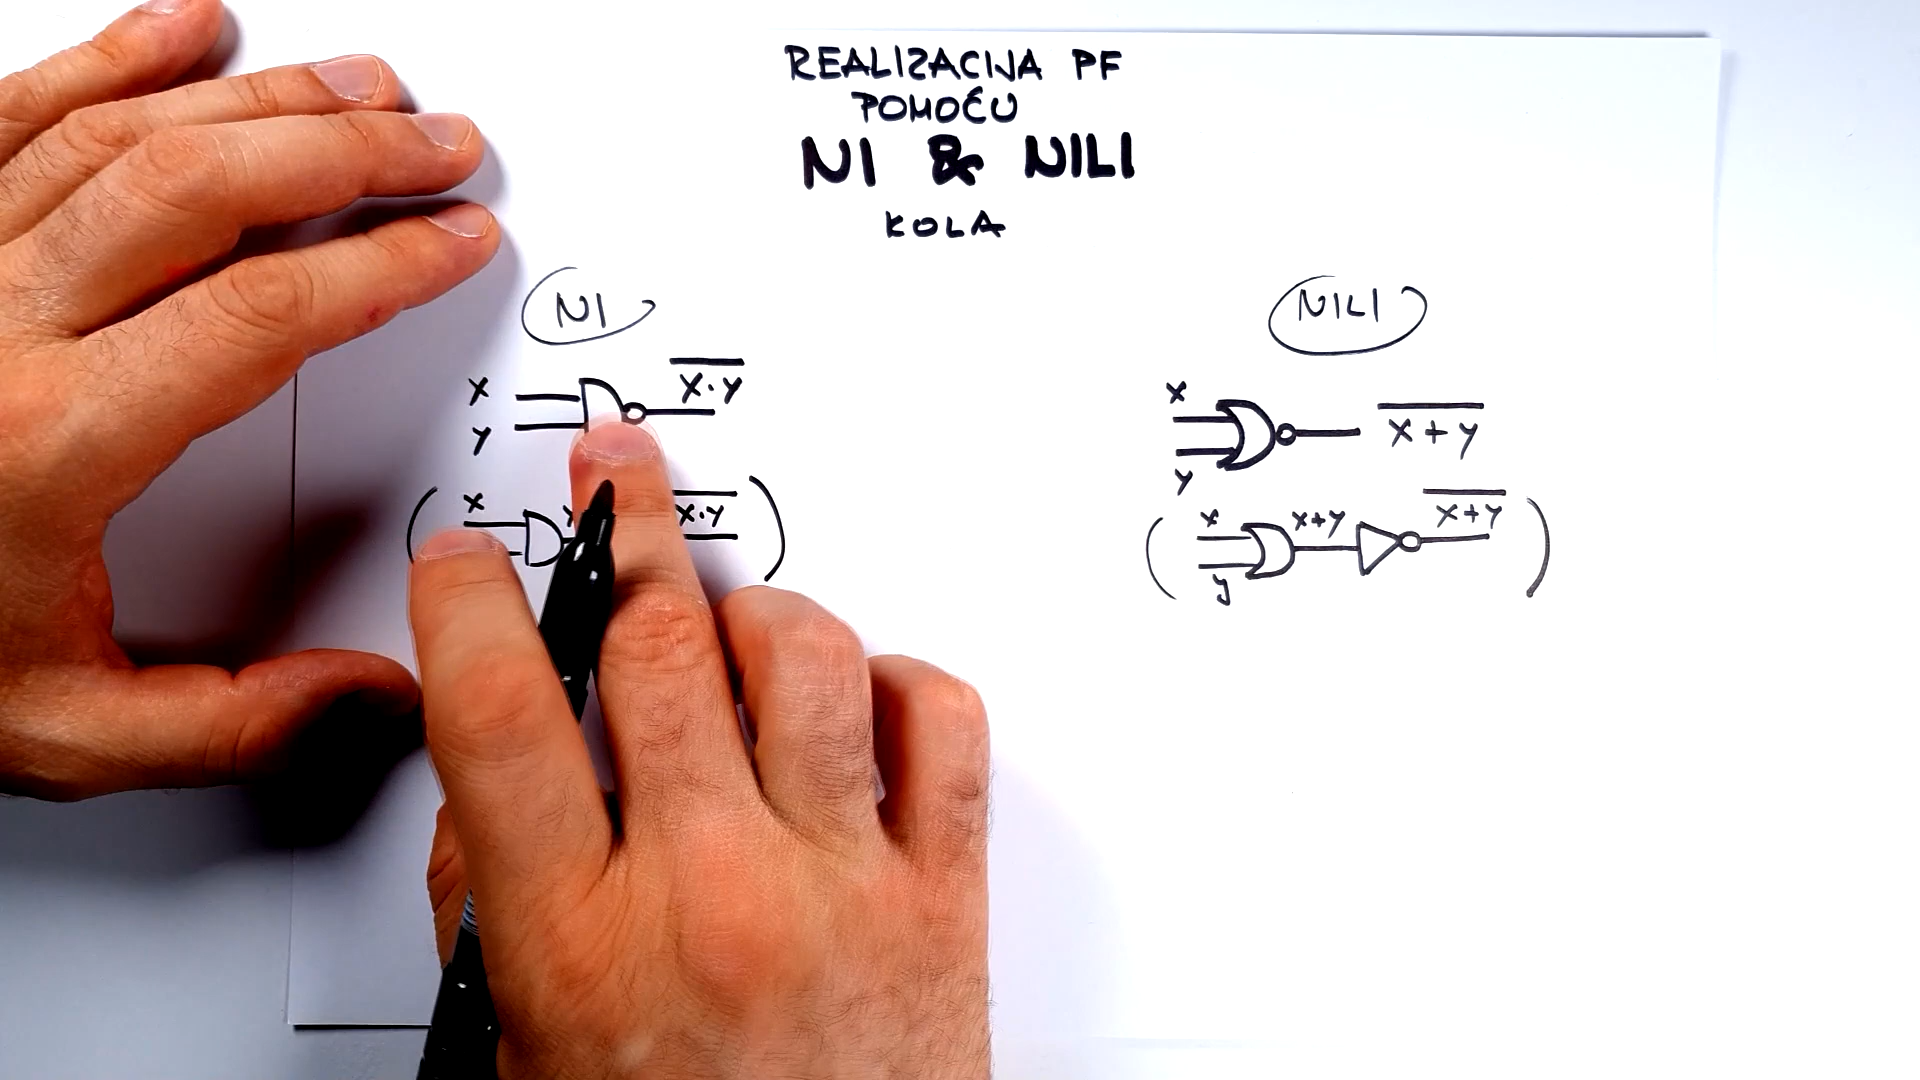 REALIZACIJA PF
POMOĆU
NI & NILI
KOLA
NI
X
Y
X·Y
X
X·Y
NILI
X
Y
X+Y
X
y
X+Y
X+Y